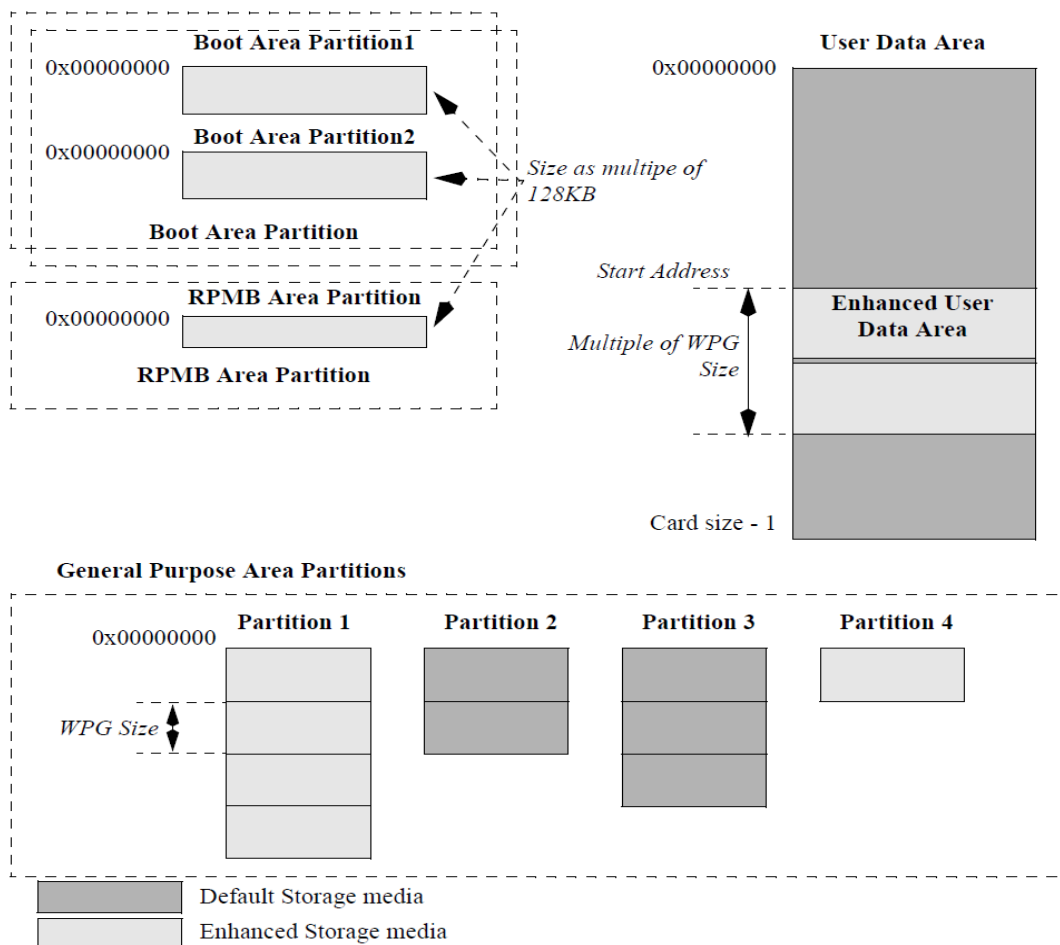 Boot Area Partition1
0x00000000
Boot Area Partition2
0x00000000
Size as multipe of
128KB
Boot Area Partition
RPMB Area Partition
0x00000000
RPMB Area Partition
User Data Area
0x00000000
Start Address
Enhanced User
Data Area
Multiple of WPG
Size
Card size - 1
General Purpose Area Partitions
Partition 1
Partition 2
Partition 3
Partition 4
0x00000000
WPG Size
Default Storage media
Enhanced Storage media